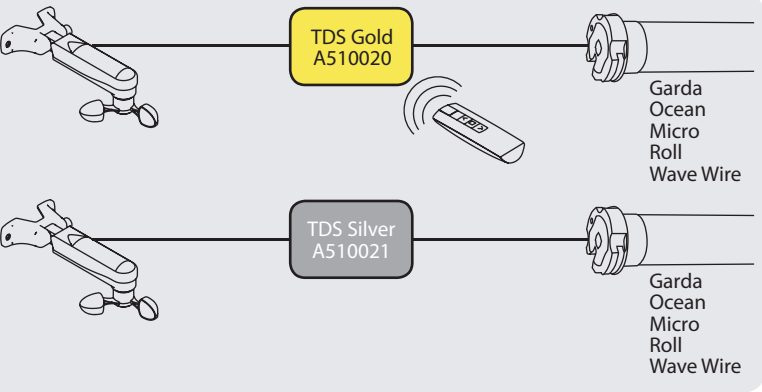 TDS Gold
A510020
Garda
Ocean
Micro
Roll
Wave Wire
TDS Silver
A510021
Garda
Ocean
Micro
Roll
Wave Wire